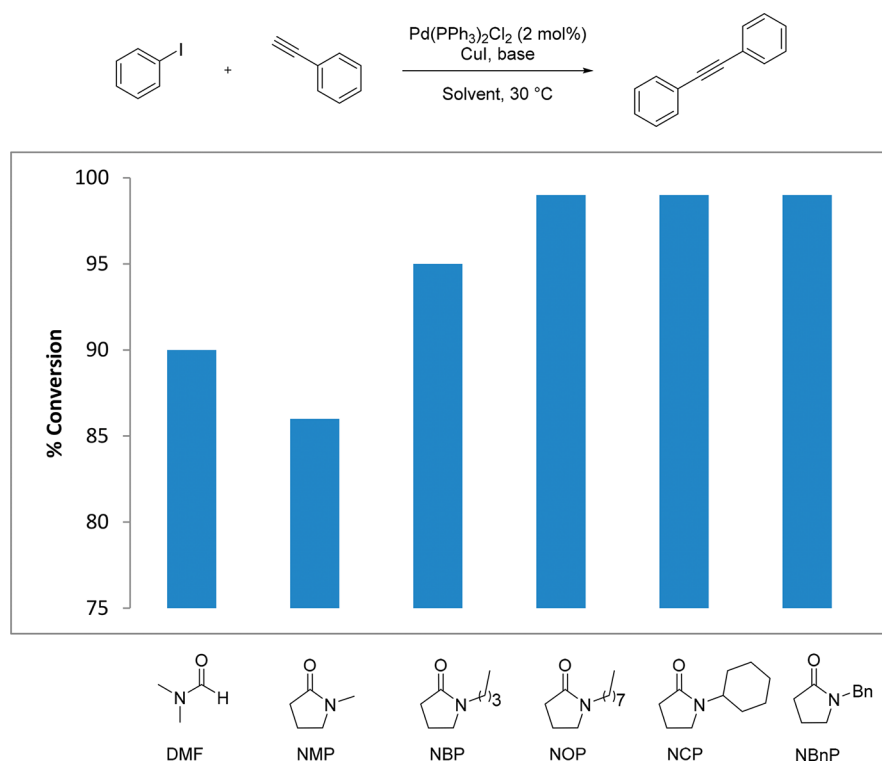 Pd(PPh3)2Cl2 (2 mol%)
I
+
CuI, base
Solvent, 30 °C
100
95
90
85
80
75
% Conversion
O
N
H
O
N
O
N
3
O
N
7
O
N
O
N
Bn
DMF
NMP
NBP
NOP
NCP
NBnP